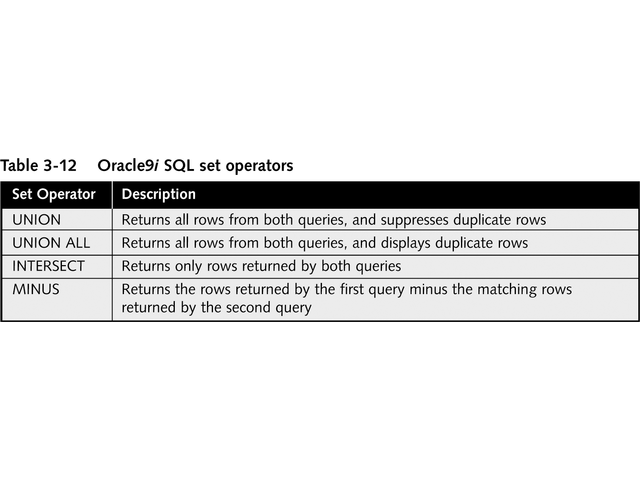 Table 3-12 Oracle9i SQL set operators
Set Operator Description
UNION Returns all rows from both queries, and suppresses duplicate rows
UNION ALL Returns all rows from both queries, and displays duplicate rows
INTERSECT Returns only rows returned by both queries
MINUS Returns the rows returned by the first query minus the matching rows
returned by the second query